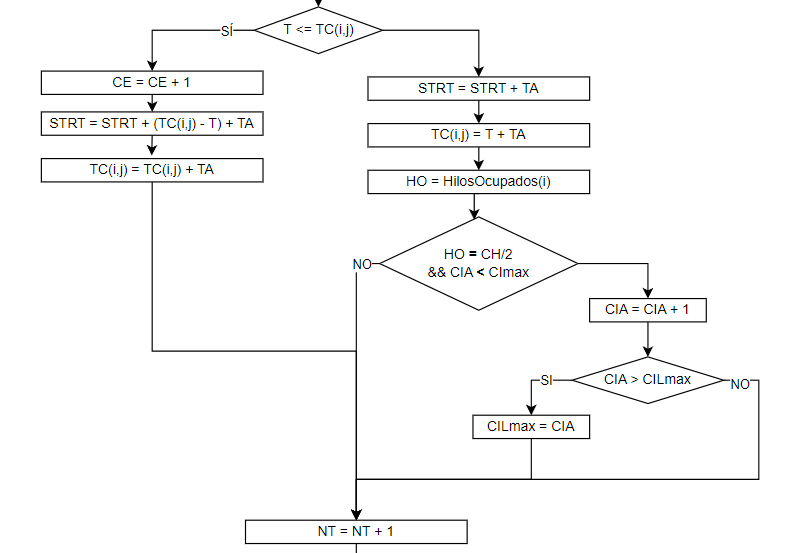 T <= TC(i,j)
SÍ
CE = CE + 1
STRT = STRT + (TC(i,j) - T) + TA
TC(i,j) = TC(i,j) + TA
STRT = STRT + TA
TC(i,j) = T + TA
HO = HilosOcupados(i)
HO = CH/2
&& CIA < CImax
NO
CIA = CIA + 1
CIA > CILmax
SI
NO
CILmax = CIA
NT = NT + 1